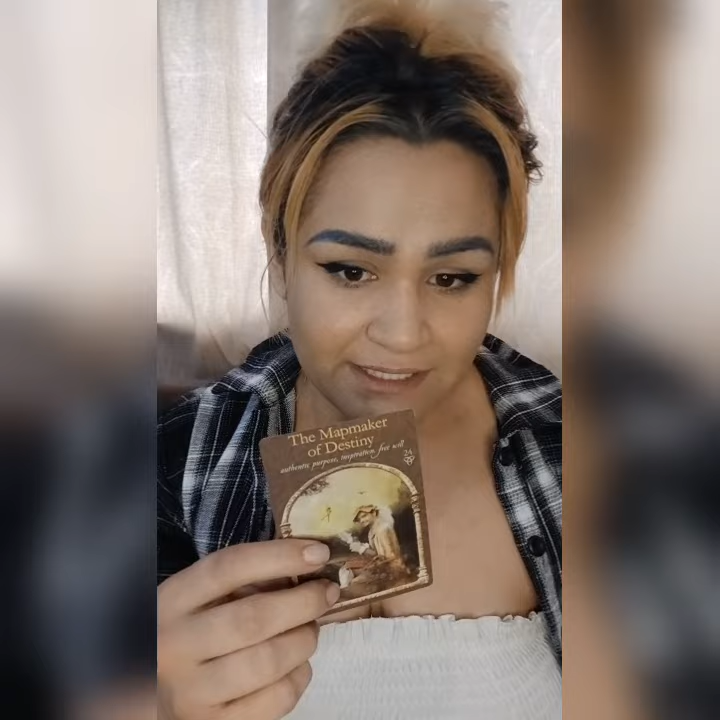 The Mapmaker
of Destiny
authentic, purpose, inspiration, free will